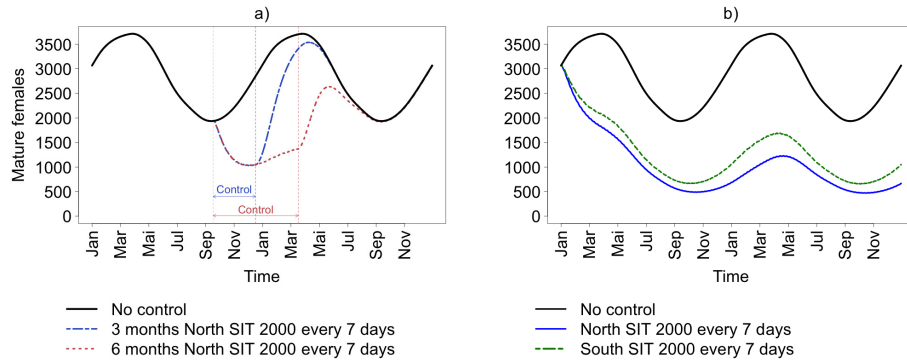 a)
Mature females
3500
3000
2500
2000
1500
1000
500
0
Control
Control
Jan
Mar
Mai
Jul
Sep
Nov
Jan
Mar
Mai
Jul
Sep
Nov
Time
No control
3 months North SIT 2000 every 7 days
6 months North SIT 2000 every 7 days
b)
3500
3000
2500
2000
1500
1000
500
0
Jan
Mar
Mai
Jul
Sep
Nov
Jan
Mar
Mai
Jul
Sep
Nov
Time
No control
North SIT 2000 every 7 days
South SIT 2000 every 7 days